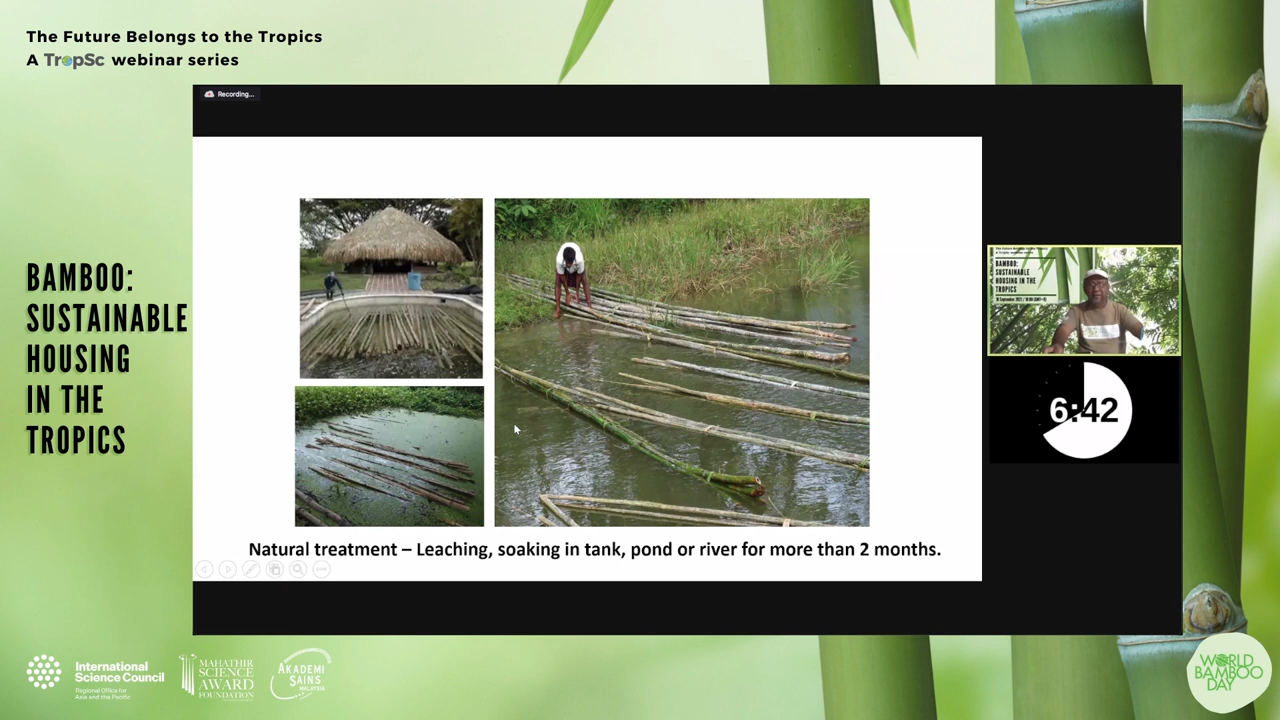 The Future Belongs to the Tropics
A TropSc webinar series
Recording...
BAMBOO:
SUSTAINABLE
HOUSING
IN THE
TROPICS
BAMBOO:
SUSTAINABLE
HOUSING IN THE
TROPICS
6:42
Natural treatment – Leaching, soaking in tank, pond or river for more than 2 months.
International
Science Council
Regional Office for
Asia and the Pacific
MAHATHIR
SCIENCE
AWARD
FOUNDATION
AKADEMI
SAINS
MALAYSIA
WORLD
BAMBOO
DAY